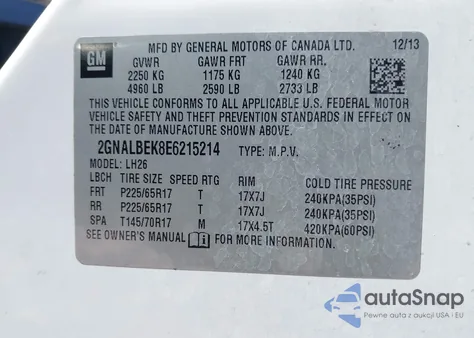 GM
MFD BY GENERAL MOTORS OF CANADA LTD. 12/13
GVWR GAWR FRT GAWR RR.
2250 KG 1175 KG 1240 KG
4960 LB 2590 LB 2733 LB
THIS VEHICLE CONFORMS TO ALL APPLICABLE U.S. FEDERAL MOTOR
VEHICLE SAFETY AND THEFT PREVENTION STANDARDS IN EFFECT ON
THE DATE OF MANUFACTURE SHOWN ABOVE.
2GNALBEK8E6215214 TYPE: M.P.V.
MODEL: LH26
LBCH TIRE SIZE SPEED RTG RIM COLD TIRE PRESSURE
FRT P225/65R17 T 17X7J 240KPA(35PSI)
RR P225/65R17 T 17X7J 240KPA(35PSI)
SPA T145/70R17 M 17X4.5T 420KPA(60PSI)
SEE OWNER'S MANUAL FOR MORE INFORMATION.
autoSnap
Pewne auta z aukcji USA i EU